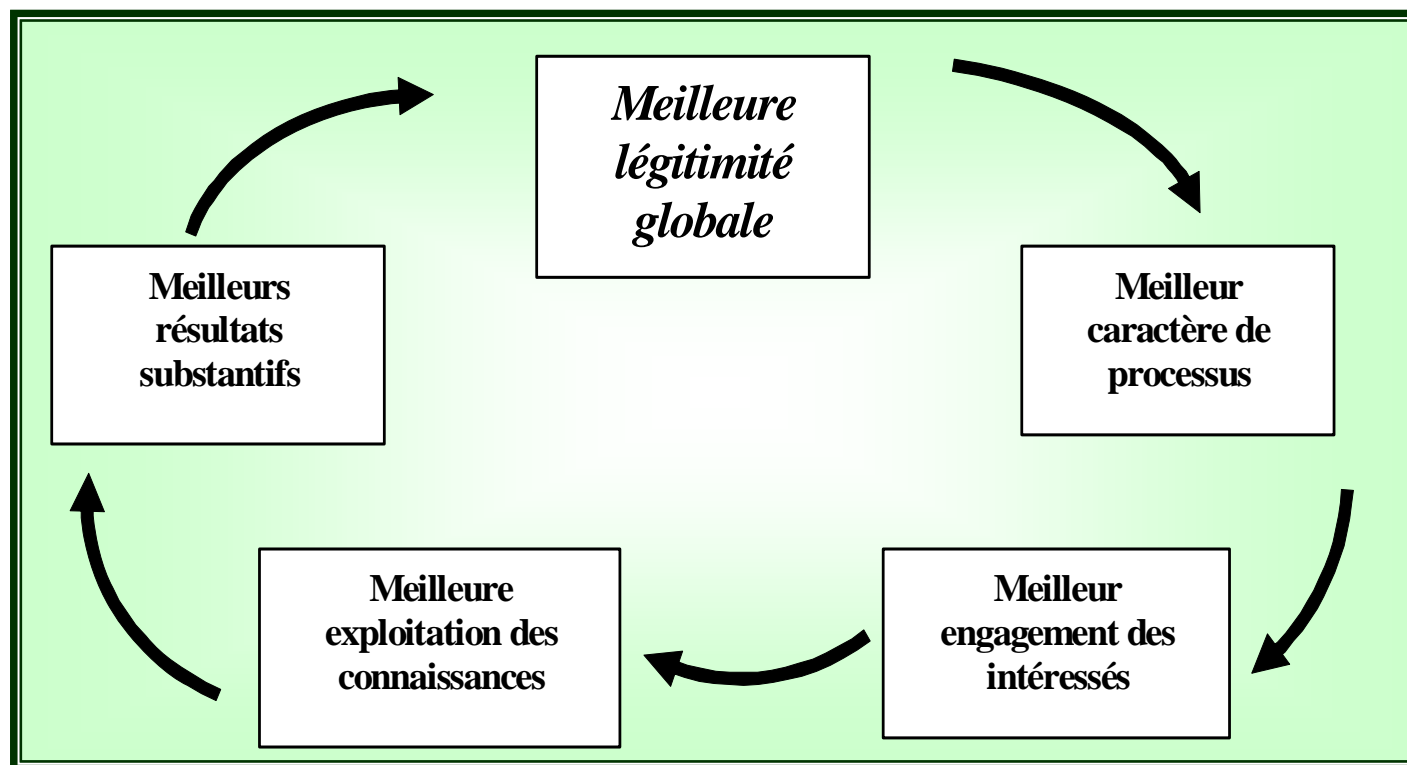 Meilleure
légitimité
globale
Meilleur
caractère de
processus
Meilleur
engagement des
intéressés
Meilleure
exploitation des
connaissances
Meilleurs
résultats
substantifs